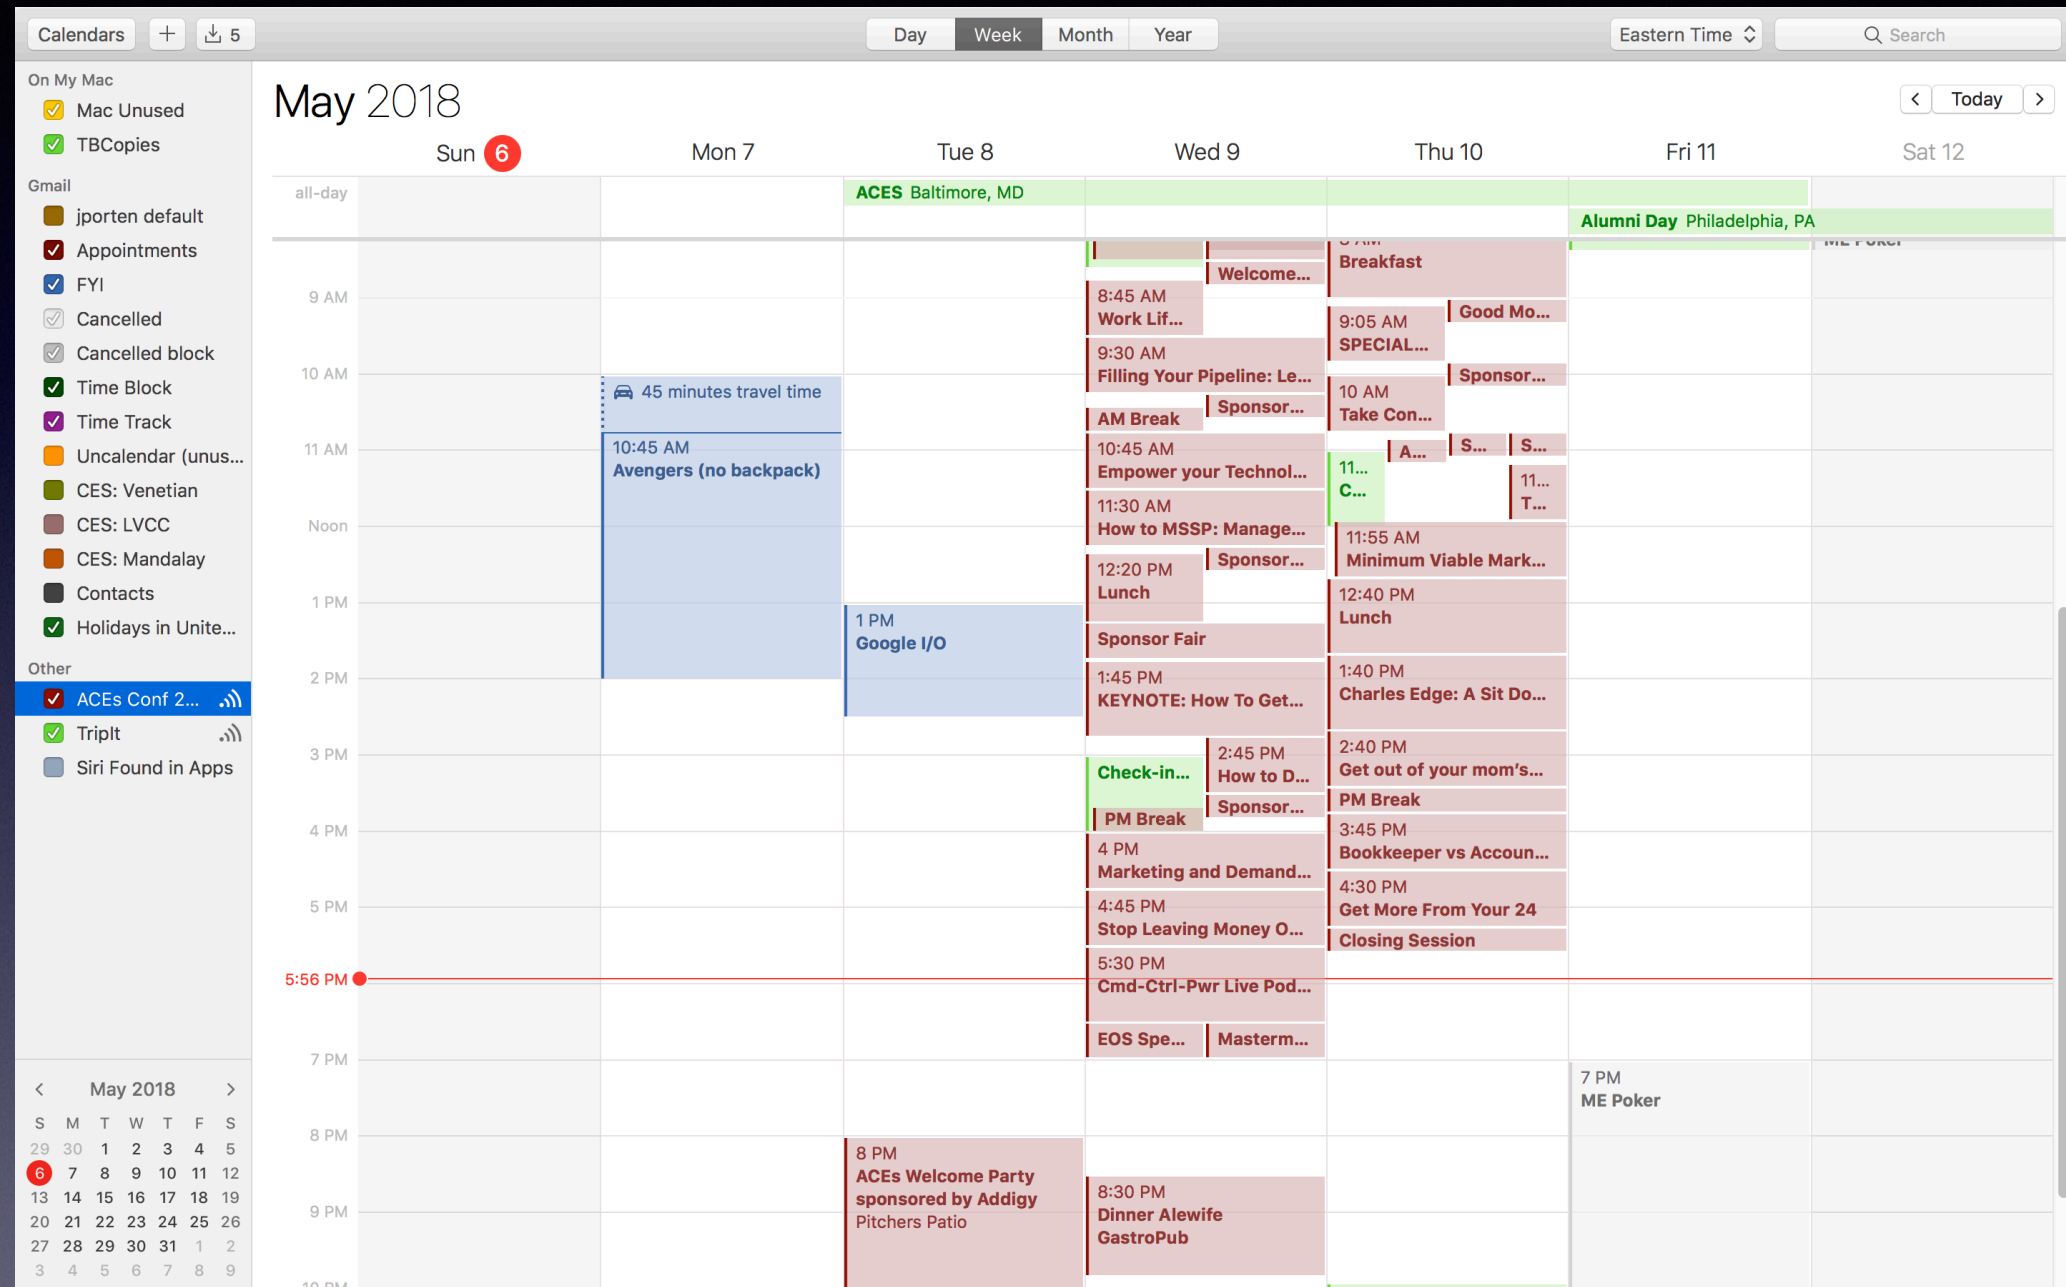 Calendars + 5
Day Week Month Year
Eastern Time
Search
On My Mac
Mac Unused
TBCopies
Gmail
jporten default
Appointments
FYI
Cancelled
Cancelled block
Time Block
Time Track
Uncalendar (unus...
CES: Venetian
CES: LVCC
CES: Mandalay
Contacts
Holidays in Unite...
Other
ACEs Conf 2...
TripIt
Siri Found in Apps
< May 2018 >
S M T W T F S
29 30 1 2 3 4 5
6 7 8 9 10 11 12
13 14 15 16 17 18 19
20 21 22 23 24 25 26
27 28 29 30 31 1 2
3 4 5 6 7 8 9
May 2018
< Today >
Sun 6 Mon 7 Tue 8 Wed 9 Thu 10 Fri 11 Sat 12
all-day
ACES Baltimore, MD
Alumni Day Philadelphia, PA
9 AM
10 AM
11 AM
Noon
1 PM
2 PM
3 PM
4 PM
5 PM
5:56 PM
7 PM
8 PM
9 PM
10 PM
45 minutes travel time
10:45 AM
Avengers (no backpack)
1 PM
Google I/O
8 PM
ACEs Welcome Party
sponsored by Addigy
Pitchers Patio
Welcome...
8:45 AM
Work Lif...
9:30 AM
Filling Your Pipeline: Le...
Sponsor...
AM Break
10:45 AM
Empower your Technol...
11:30 AM
How to MSSP: Manage...
Sponsor...
12:20 PM
Lunch
Sponsor Fair
1:45 PM
KEYNOTE: How To Get...
2:45 PM
How to D...
Check-in...
Sponsor...
PM Break
4 PM
Marketing and Demand...
4:45 PM
Stop Leaving Money O...
5:30 PM
Cmd-Ctrl-Pwr Live Pod...
EOS Spe...
Masterm...
8:30 PM
Dinner Alewife
GastroPub
8 AM
Breakfast
Good Mo...
9:05 AM
SPECIAL...
Sponsor...
10 AM
Take Con...
A...
S...
S...
11...
C...
11...
T...
11:55 AM
Minimum Viable Mark...
12:40 PM
Lunch
1:40 PM
Charles Edge: A Sit Do...
2:40 PM
Get out of your mom's...
PM Break
3:45 PM
Bookkeeper vs Accoun...
4:30 PM
Get More From Your 24
Closing Session
7 PM
ME Poker
ME Poker